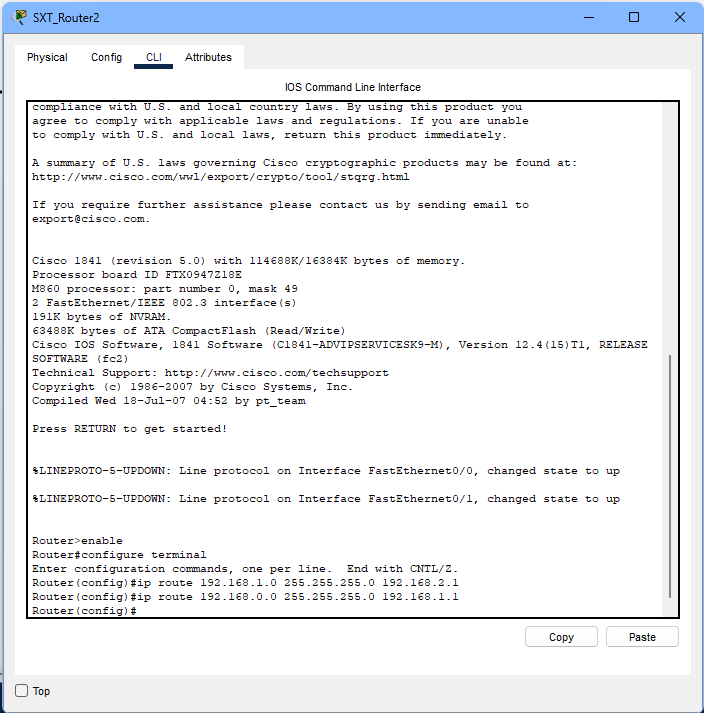 SXT_Router2
Physical Config CLI Attributes
IOS Command Line Interface
compliance with U.S. and local country laws. By using this product you
agree to comply with applicable laws and regulations. If you are unable
to comply with U.S. and local laws, return this product immediately.
A summary of U.S. laws governing Cisco cryptographic products may be found at:
http://www.cisco.com/wwl/export/crypto/tool/stqrg.html
If you require further assistance please contact us by sending email to
export@cisco.com.
Cisco 1841 (revision 5.0) with 114688K/16384K bytes of memory.
Processor board ID FTX0947Z18E
M860 processor: part number 0, mask 49
2 FastEthernet/IEEE 802.3 interface(s)
191K bytes of NVRAM.
63488K bytes of ATA CompactFlash (Read/Write)
Cisco IOS Software, 1841 Software (C1841-ADVIPSERVICESK9-M), Version 12.4(15)T1, RELEASE
SOFTWARE (fc2)
Technical Support: http://www.cisco.com/techsupport
Copyright (c) 1986-2007 by Cisco Systems, Inc.
Compiled Wed 18-Jul-07 04:52 by pt_team
Press RETURN to get started!
%LINEPROTO-5-UPDOWN: Line protocol on Interface FastEthernet0/0, changed state to up
%LINEPROTO-5-UPDOWN: Line protocol on Interface FastEthernet0/1, changed state to up
Router>enable
Router#configure terminal
Enter configuration commands, one per line.  End with CNTL/Z.
Router(config)#ip route 192.168.1.0 255.255.255.0 192.168.2.1
Router(config)#ip route 192.168.0.0 255.255.255.0 192.168.1.1
Router(config)#
Copy Paste
Top